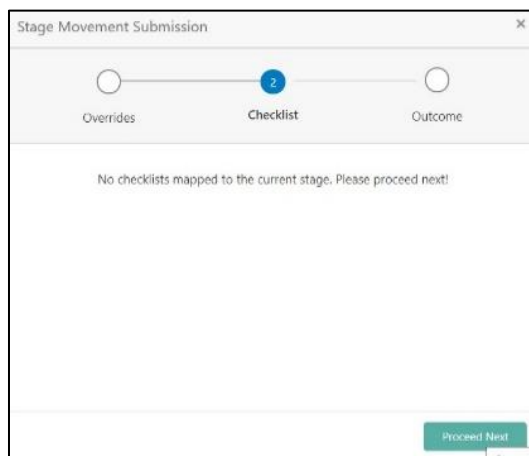 Stage Movement Submission ×
2
Overrides Checklist Outcome
No checklists mapped to the current stage. Please proceed next!
Proceed Next